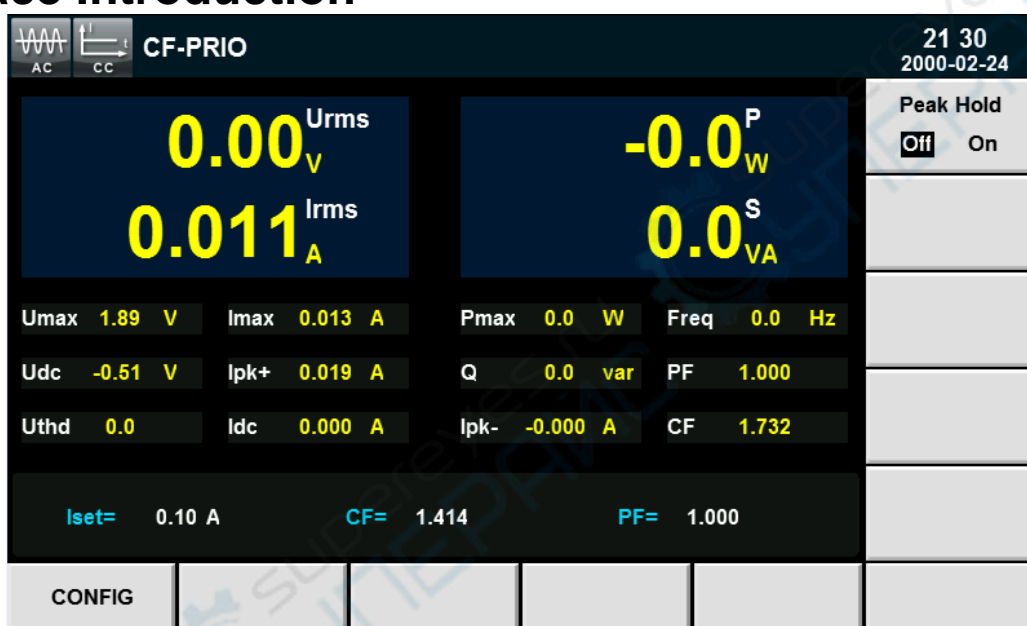 Introduction
AC CC CF-PRIO 21 30
2000-02-24
0.00 Urms V -0.0 P W
0.011 Irms A 0.0 S VA
Peak Hold
Off On
Umax 1.89 V Imax 0.013 A Pmax 0.0 W Freq 0.0 Hz
Udc -0.51 V Ipk+ 0.019 A Q 0.0 var PF 1.000
Uthd 0.0 Idc 0.000 A Ipk- -0.000 A CF 1.732
Iset= 0.10 A CF= 1.414 PF= 1.000
CONFIG